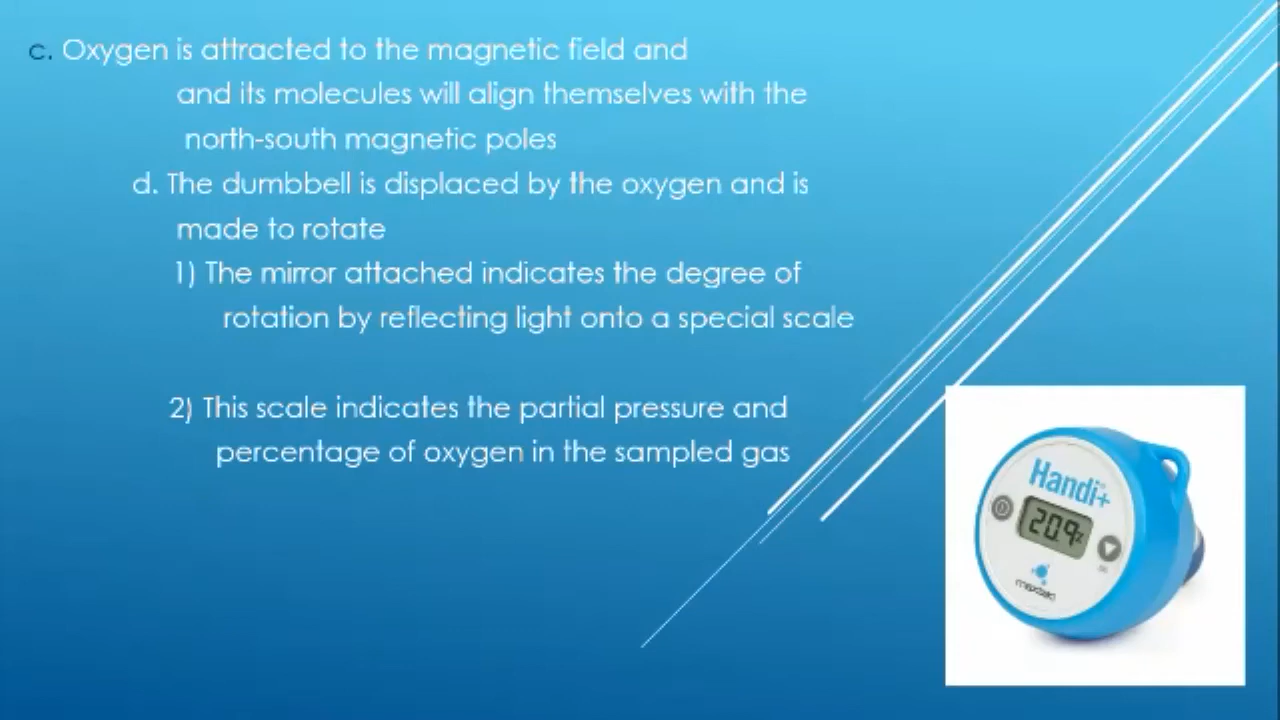 c. Oxygen is attracted to the magnetic field and
and its molecules will align themselves with the
north-south magnetic poles
d. The dumbbell is displaced by the oxygen and is
made to rotate
1) The mirror attached indicates the degree of
rotation by reflecting light onto a special scale
2) This scale indicates the partial pressure and
percentage of oxygen in the sampled gas
Handi+
20.9%
maxtec